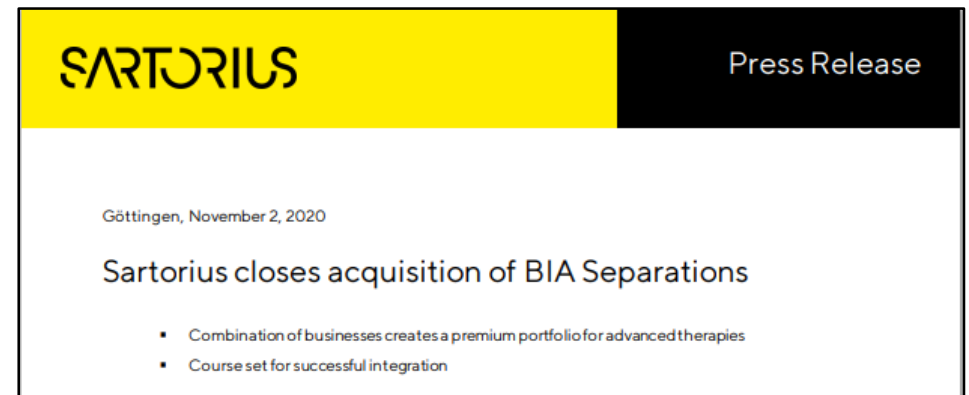 SARTORIUS
Press Release
Göttingen, November 2, 2020
Sartorius closes acquisition of BIA Separations
▪ Combination of businesses creates a premium portfolio for advanced therapies
▪ Course set for successful integration